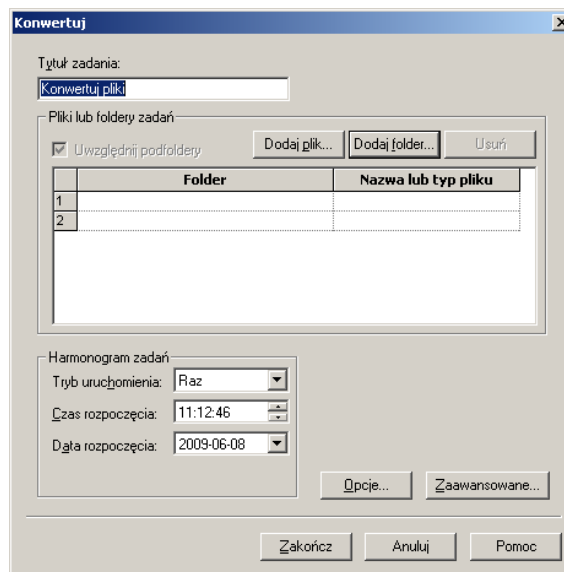 Konwertuj
Tytuł zadania:
Konwertuj pliki
Pliki lub foldery zadań
Uwzględnij podfoldery Dodaj plik... Dodaj folder... Usuń
Folder Nazwa lub typ pliku
1
2
Harmonogram zadań
Tryb uruchomienia: Raz
Czas rozpoczęcia: 11:12:46
Data rozpoczęcia: 2009-06-08
Opcje... Zaawansowane...
Zakończ Anuluj Pomoc